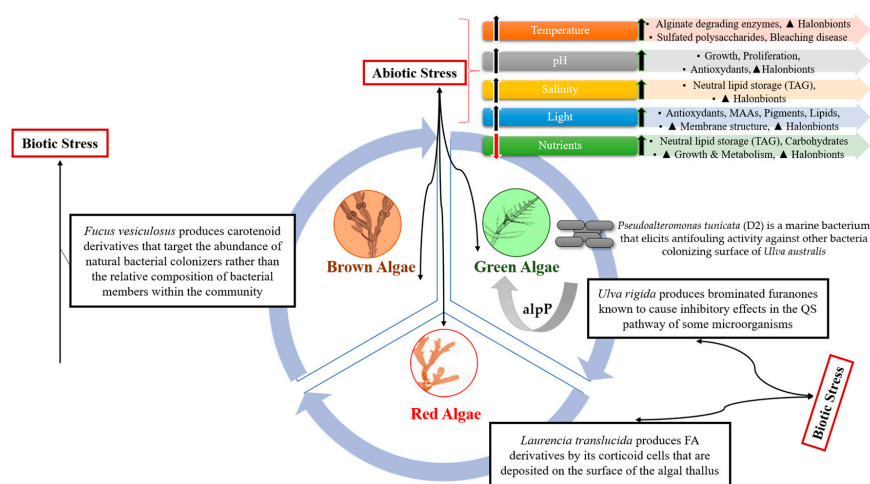 Temperature
• Alginate degrading enzymes, ▲ Halonbionts
• Sulfated polysaccharides, Bleaching disease
pH
• Growth, Proliferation,
• Antioxydants,▲Halonbionts
Abiotic Stress
Salinity
• Neutral lipid storage (TAG),
• ▲ Halonbionts
Light
• Antioxydants, MAAs, Pigments, Lipids,
• ▲ Membrane structure, ▲ Halonbionts
Nutrients
• Neutral lipid storage (TAG), Carbohydrates
• ▲ Growth & Metabolism, ▲ Halonbionts
Biotic Stress
Fucus vesiculosus produces carotenoid
derivatives that target the abundance of
natural bacterial colonizers rather than
the relative composition of bacterial
members within the community
Brown Algae
Green Algae
Pseudoalteromonas tunicata (D2) is a marine bacterium
that elicits antifouling activity against other bacteria
colonizing surface of Ulva australis
alpP
Ulva rigida produces brominated furanones
known to cause inhibitory effects in the QS
pathway of some microorganisms
Red Algae
Biotic Stress
Laurencia translucida produces FA
derivatives by its corticoid cells that are
deposited on the surface of the algal thallus